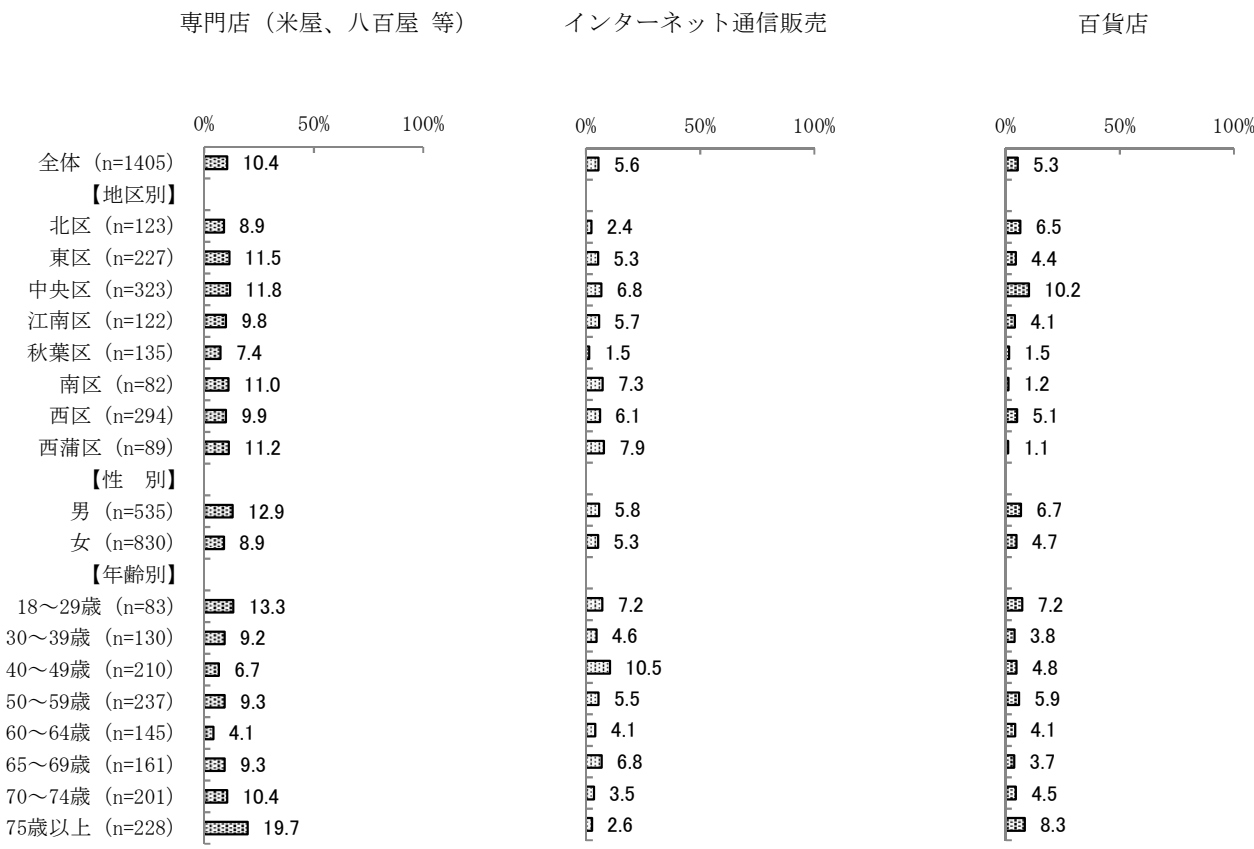 専門店（米屋、八百屋 等） インターネット通信販売 百貨店
0% 50% 100% 0% 50% 100% 0% 50% 100%
全体（n=1405） 10.4 5.6 5.3
【地区別】
北区（n=123） 8.9 2.4 6.5
東区（n=227） 11.5 5.3 4.4
中央区（n=323） 11.8 6.8 10.2
江南区（n=122） 9.8 5.7 4.1
秋葉区（n=135） 7.4 1.5 1.5
南区（n=82） 11.0 7.3 1.2
西区（n=294） 9.9 6.1 5.1
西蒲区（n=89） 11.2 7.9 1.1
【性　別】
男（n=535） 12.9 5.8 6.7
女（n=830） 8.9 5.3 4.7
【年齢別】
18～29歳（n=83） 13.3 7.2 7.2
30～39歳（n=130） 9.2 4.6 3.8
40～49歳（n=210） 6.7 10.5 4.8
50～59歳（n=237） 9.3 5.5 5.9
60～64歳（n=145） 4.1 4.1 4.1
65～69歳（n=161） 9.3 6.8 3.7
70～74歳（n=201） 10.4 3.5 4.5
75歳以上（n=228） 19.7 2.6 8.3